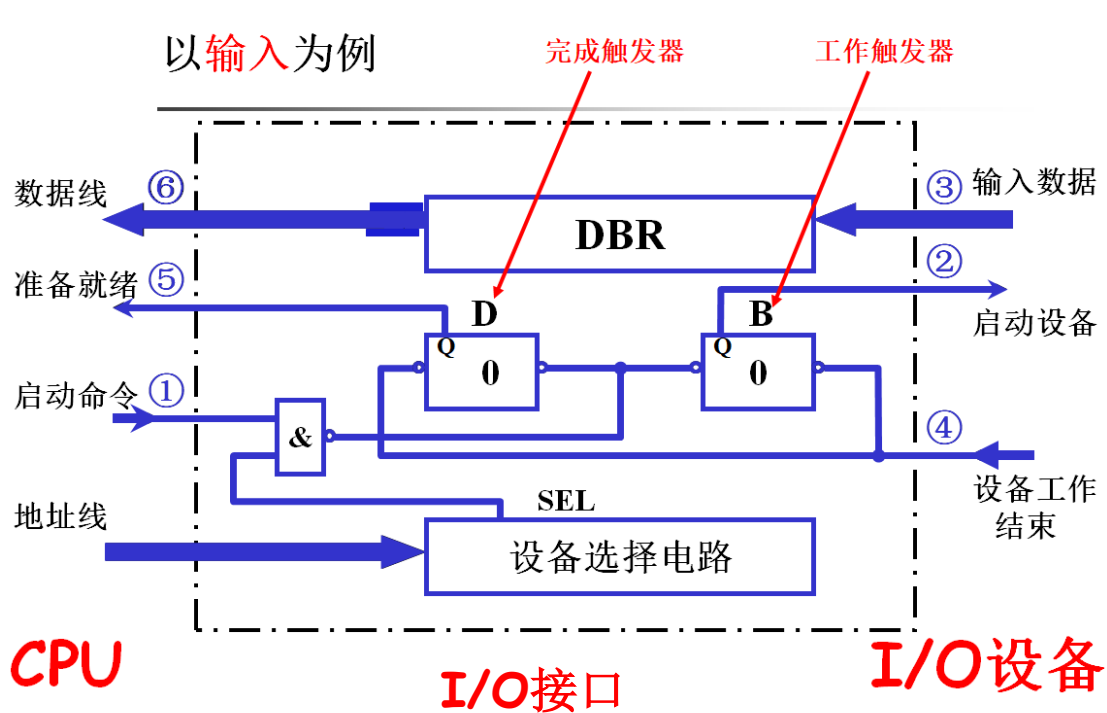 以输入为例
完成触发器
工作触发器
数据线
⑥
DBR
③
输入数据
②
准备就绪
⑤
D
B
启动设备
Q
0
Q
0
启动命令
①
&
④
设备工作
结束
SEL
地址线
设备选择电路
CPU
I/O接口
I/O设备